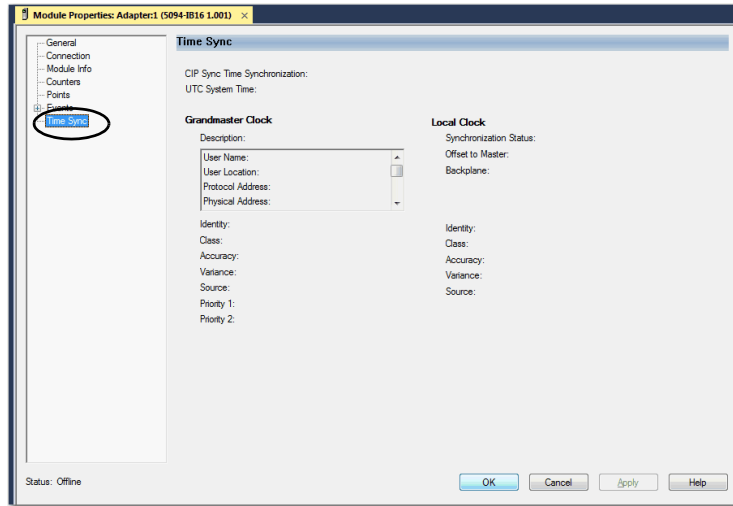 Module Properties: Adapter:1 (5094-IB16 1.001) ×
General
Connection
Module Info
Counters
Points
Events
Time Sync
Time Sync
CIP Sync Time Synchronization:
UTC System Time:
Grandmaster Clock
Description:
User Name:
User Location:
Protocol Address:
Physical Address:
Identity:
Class:
Accuracy:
Variance:
Source:
Priority 1:
Priority 2:
Local Clock
Synchronization Status:
Offset to Master:
Backplane:
Identity:
Class:
Accuracy:
Variance:
Source:
Status: Offline
OK Cancel Apply Help